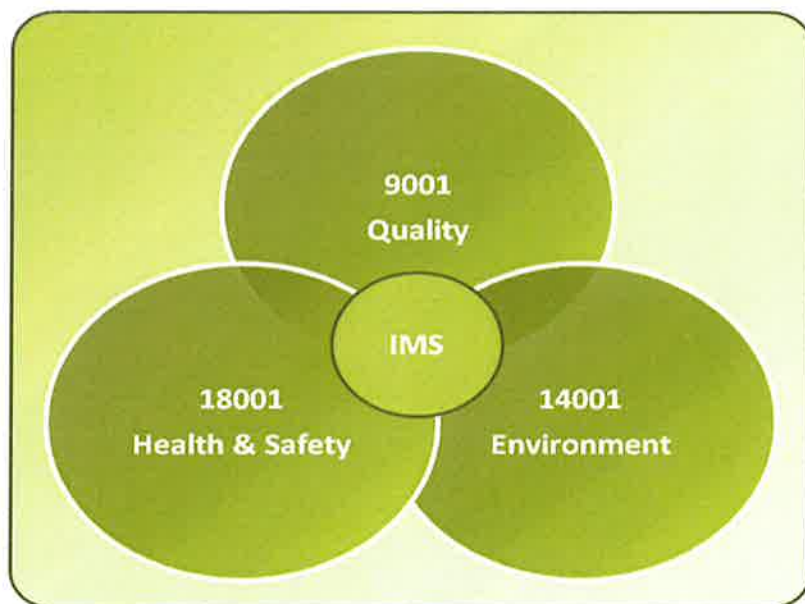 9001
Quality
IMS
18001
Health & Safety
14001
Environment